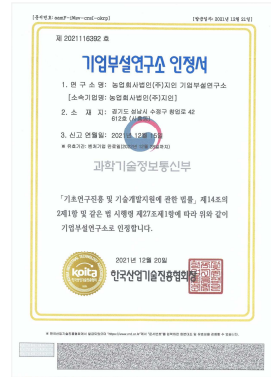 제 2021116392 호
기업부설연구소 인정서
1. 연 구 소 명: 농업회사법인(주)지인 기업부설연구소
[소속기업명: 농업회사법인(주)지인]
2. 소 재 지: 경기도 성남시 수정구 창업로 42
612호
3. 신고 연월일: 2021년 12월 15일
과학기술정보통신부
「기초연구진흥 및 기술개발지원에 관한 법률」 제14조의
2제1항 및 같은 법 시행령 제27조제1항에 따라 위와 같이
기업부설연구소로 인정합니다.
2021년 12월 20일
koita
한국산업기술진흥협회장